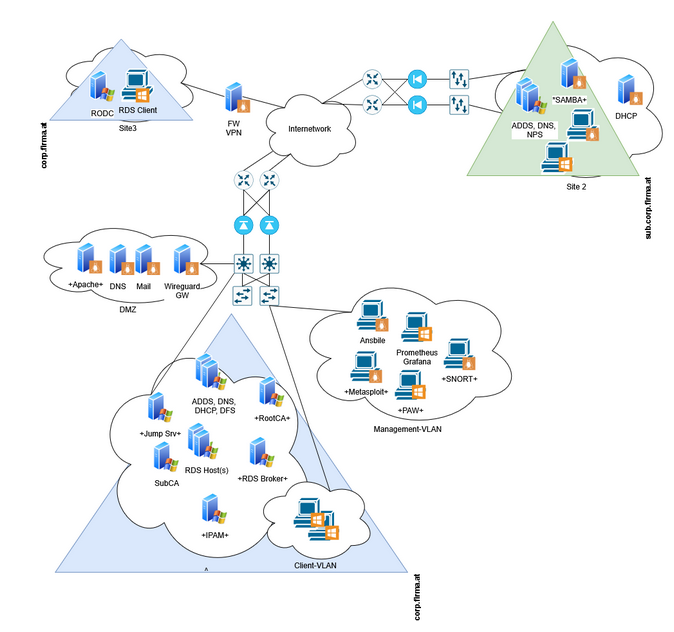 RODC
RDS Client
Site3
corp.firma.at
FW
VPN
Internetwork
*SAMBA+
DHCP
ADDS, DNS,
NPS
Site 2
sub.corp.firma.at
+Apache+
DNS
Mail
Wireguard
GW
DMZ
Ansbile
Prometheus
Grafana
+SNORT+
+Metasploit+
+PAW+
Management-VLAN
ADDS, DNS,
DHCP, DFS
+RootCA+
+Jump Srv+
RDS Host(s)
SubCA
+RDS Broker+
+IPAM+
Client-VLAN
^
corp.firma.at